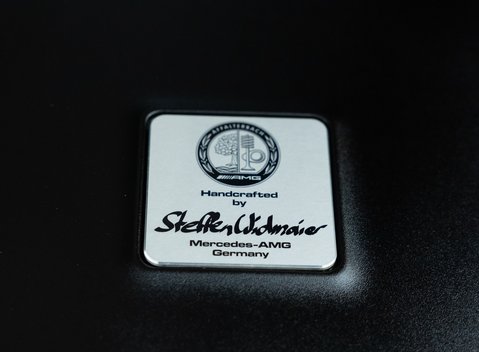 AFFALTERBACH
AMG
Handcrafted
by
Steffen Widmaier
Mercedes-AMG
Germany